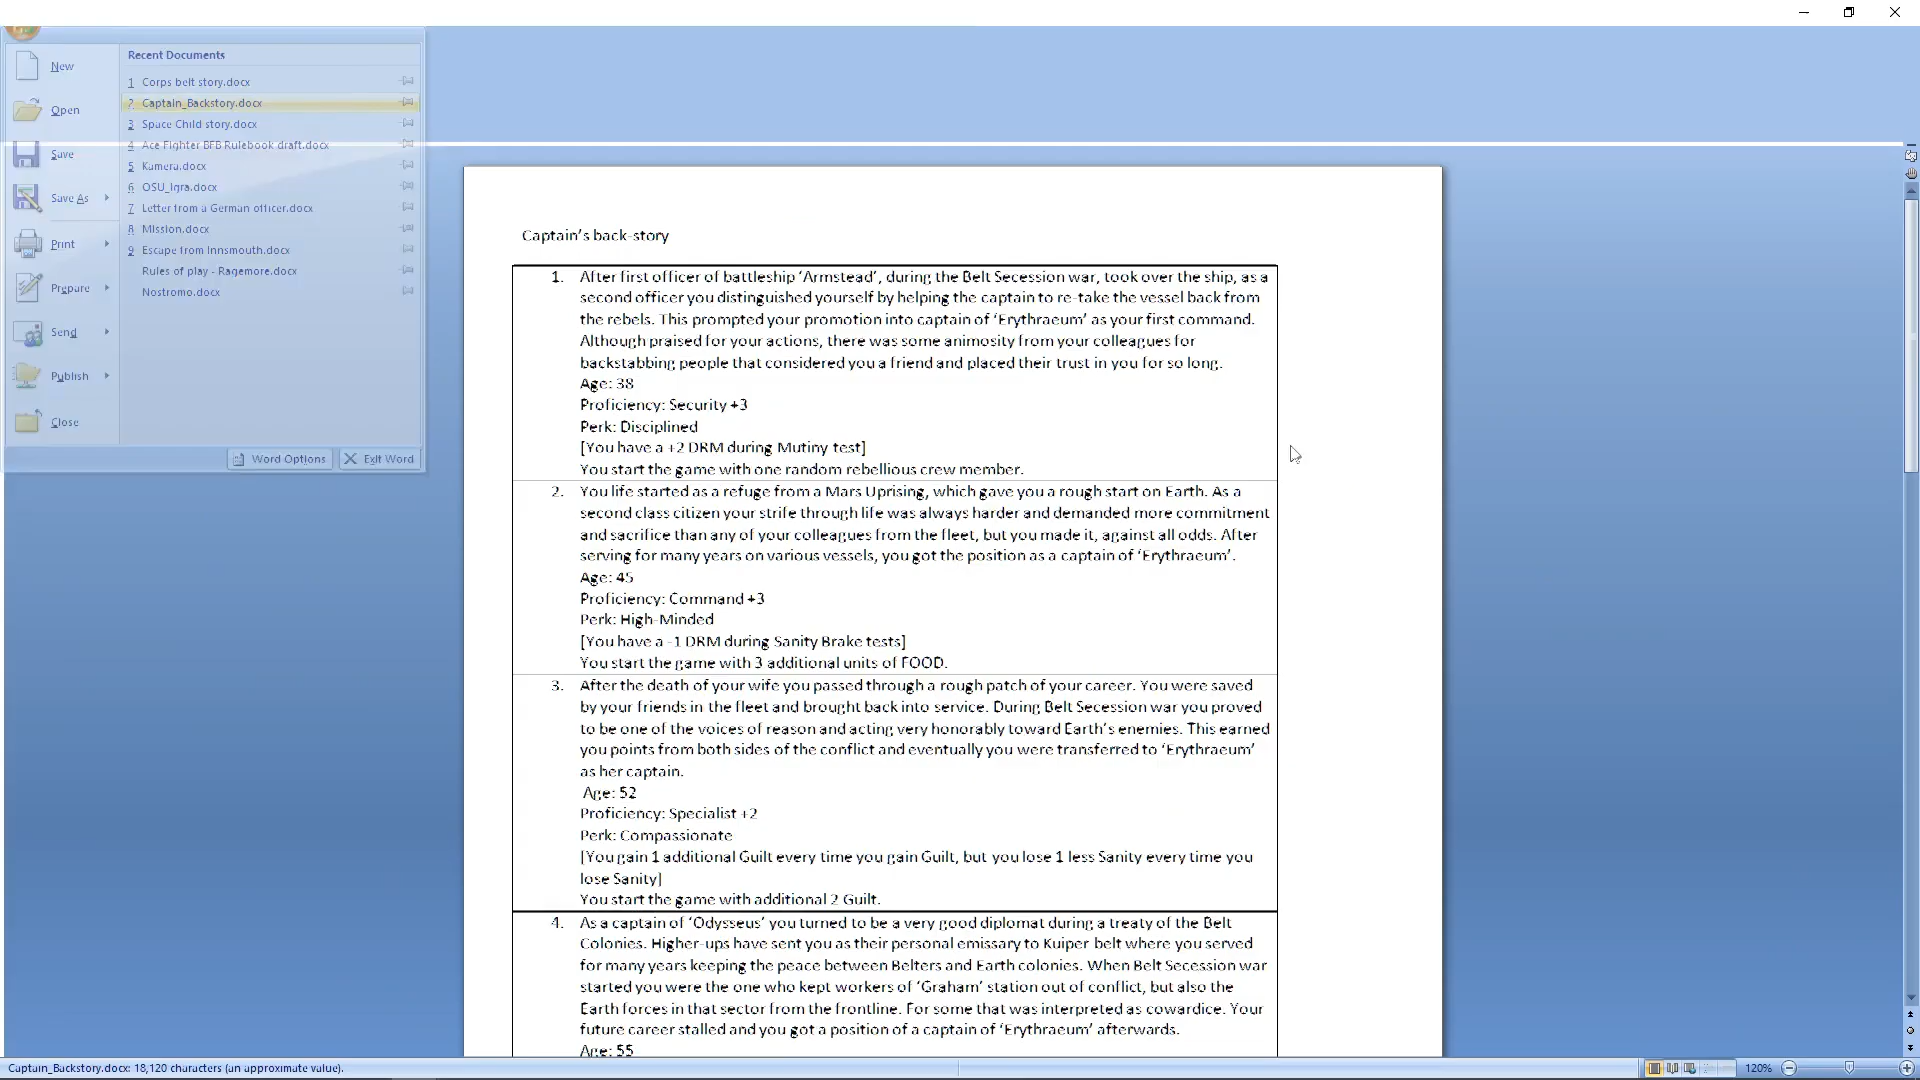 Recent Documents
New
1 Corps belt story.docx
2 Captain_Backstory.docx
Open
3 Space Child story.docx
4 Ace Fighter BFB Rulebook draft.docx
Save
5 Kamera.docx
6 OSU_Igra.docx
Save As
7 Letter from a German officer.docx
8 Mission.docx
Print
9 Escape from Innsmouth.docx
Rules of play - Ragemore.docx
Prepare
Nostromo.docx
Send
Publish
Close
Word Options
Exit Word
Captain's back-story
1. After first officer of battleship ‘Armstead’, during the Belt Secession war, took over the ship, as a
second officer you distinguished yourself by helping the captain to re-take the vessel back from
the rebels. This prompted your promotion into captain of ‘Erythraeum’ as your first command.
Although praised for your actions, there was some animosity from your colleagues for
backstabbing people that considered you a friend and placed their trust in you for so long.
Age: 38
Proficiency: Security +3
Perk: Disciplined
[You have a +2 DRM during Mutiny test]
You start the game with one random rebellious crew member.
2. You life started as a refuge from a Mars Uprising, which gave you a rough start on Earth. As a
second class citizen your strife through life was always harder and demanded more commitment
and sacrifice than any of your colleagues from the fleet, but you made it, against all odds. After
serving for many years on various vessels, you got the position as a captain of ‘Erythraeum’.
Age: 45
Proficiency: Command +3
Perk: High-Minded
[You have a -1 DRM during Sanity Brake tests]
You start the game with 3 additional units of FOOD.
3. After the death of your wife you passed through a rough patch of your career. You were saved
by your friends in the fleet and brought back into service. During Belt Secession war you proved
to be one of the voices of reason and acting very honorably toward Earth’s enemies. This earned
you points from both sides of the conflict and eventually you were transferred to ‘Erythraeum’
as her captain.
Age: 52
Proficiency: Specialist +2
Perk: Compassionate
[You gain 1 additional Guilt every time you gain Guilt, but you lose 1 less Sanity every time you
lose Sanity]
You start the game with additional 2 Guilt.
4. As a captain of ‘Odysseus’ you turned to be a very good diplomat during a treaty of the Belt
Colonies. Higher-ups have sent you as their personal emissary to Kuiper belt where you served
for many years keeping the peace between Belters and Earth colonies. When Belt Secession war
started you were the one who kept workers of ‘Graham’ station out of conflict, but also the
Earth forces in that sector from the frontline. For some that was interpreted as cowardice. Your
future career stalled and you got a position of a captain of ‘Erythraeum’ afterwards.
Age: 55
Captain_Backstory.docx: 18,120 characters (an approximate value).
120%